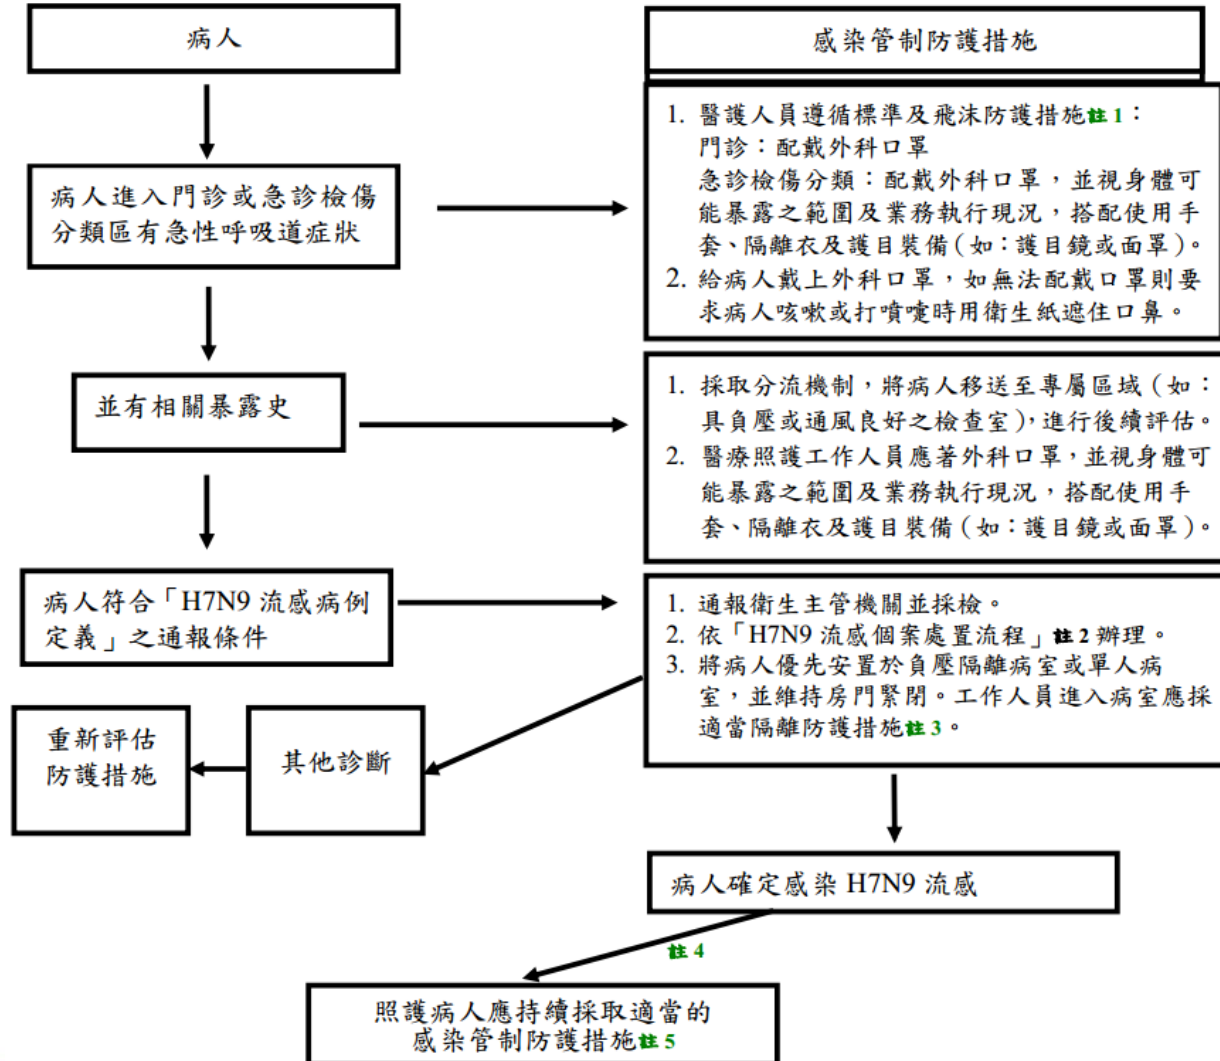 病人
感染管制防護措施
1. 醫護人員遵循標準及飛沫防護措施註 1：
門診：配戴外科口罩
急診檢傷分類：配戴外科口罩，並視身體可
能暴露之範圍及業務執行現況，搭配使用手
套、隔離衣及護目裝備（如：護目鏡或面罩）。
2. 給病人戴上外科口罩，如無法配戴口罩則要
求病人咳嗽或打噴嚏時用衛生紙遮住口鼻。
病人進入門診或急診檢傷
分類區有急性呼吸道症狀
並有相關暴露史
1. 採取分流機制，將病人移送至專屬區域（如：
具負壓或通風良好之檢查室），進行後續評估。
2. 醫療照護工作人員應著外科口罩，並視身體可
能暴露之範圍及業務執行現況，搭配使用手
套、隔離衣及護目裝備（如：護目鏡或面罩）。
病人符合「H7N9 流感病例
定義」之通報條件
1. 通報衛生主管機關並採檢。
2. 依「H7N9 流感個案處置流程」註 2 辦理。
3. 將病人優先安置於負壓隔離病室或單人病
室，並維持房門緊閉。工作人員進入病室應採
適當隔離防護措施註 3。
重新評估
防護措施
其他診斷
病人確定感染 H7N9 流感
註 4
照護病人應持續採取適當的
感染管制防護措施註 5